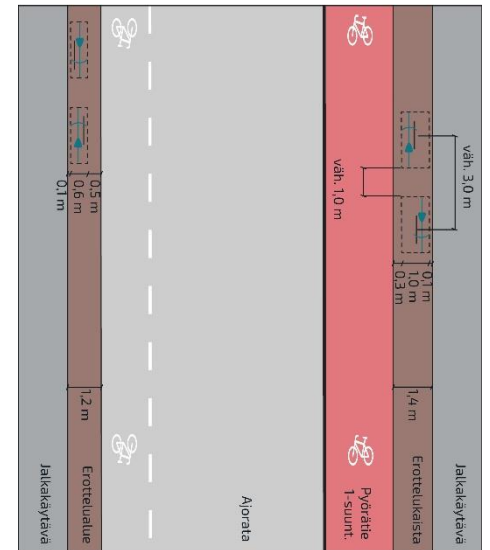 väh. 3,0 m
väh. 1,0 m
0,1 m
1,0 m
0,3 m
0,5 m
0,6 m
0,1 m
1,4 m
1,2 m
Jalkakäytävä
Erottelukaista
Pyörätie
1-suunt.
Ajorata
Erottelualue
Jalkakäytävä